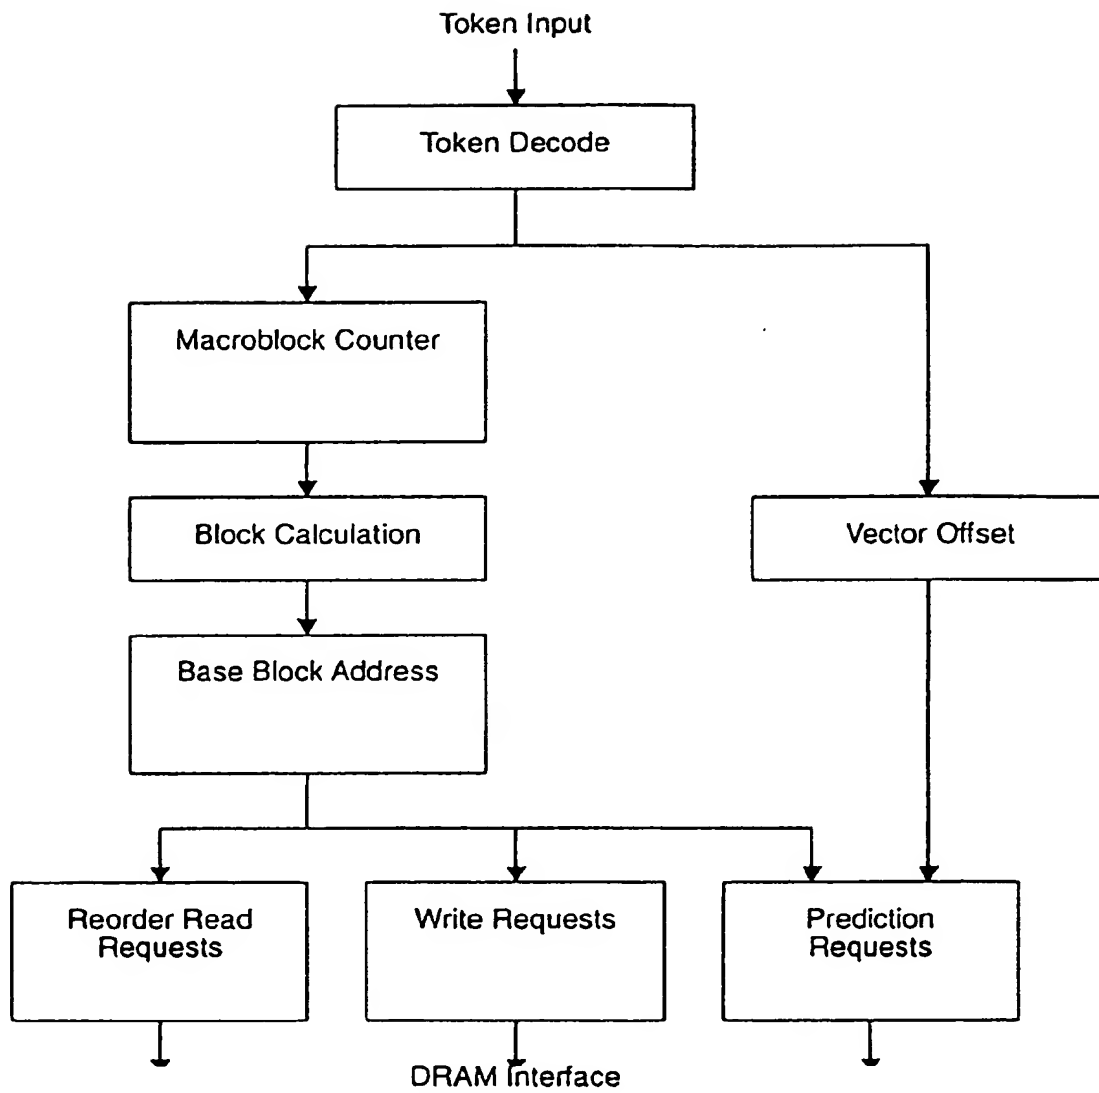 Token Input
Token Decode
Macroblock Counter
Block Calculation
Vector Offset
Base Block Address
Reorder Read
Requests
Write Requests
Prediction
Requests
DRAM Interface